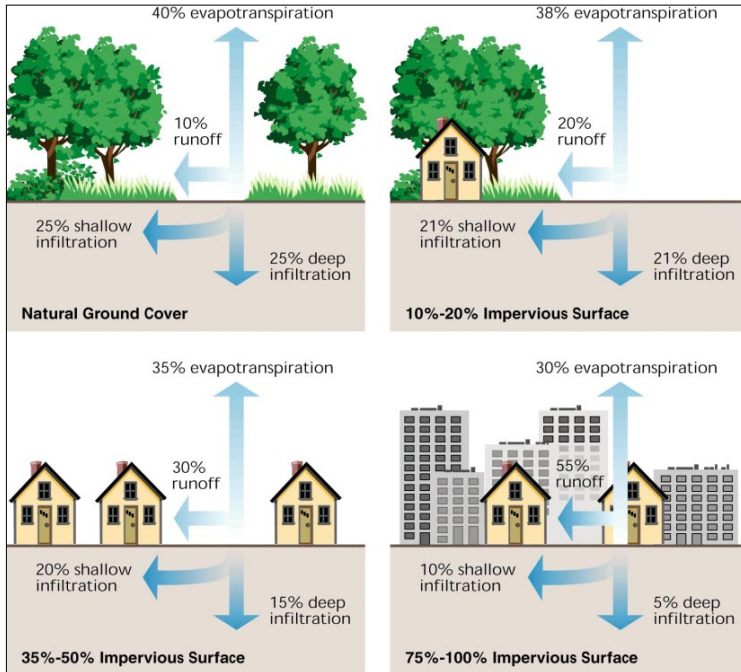 40% evapotranspiration
10%
runoff
25% shallow
infiltration
25% deep
infiltration
Natural Ground Cover
38% evapotranspiration
20%
runoff
21% shallow
infiltration
21% deep
infiltration
10%-20% Impervious Surface
35% evapotranspiration
30%
runoff
20% shallow
infiltration
15% deep
infiltration
35%-50% Impervious Surface
30% evapotranspiration
55%
runoff
10% shallow
infiltration
5% deep
infiltration
75%-100% Impervious Surface